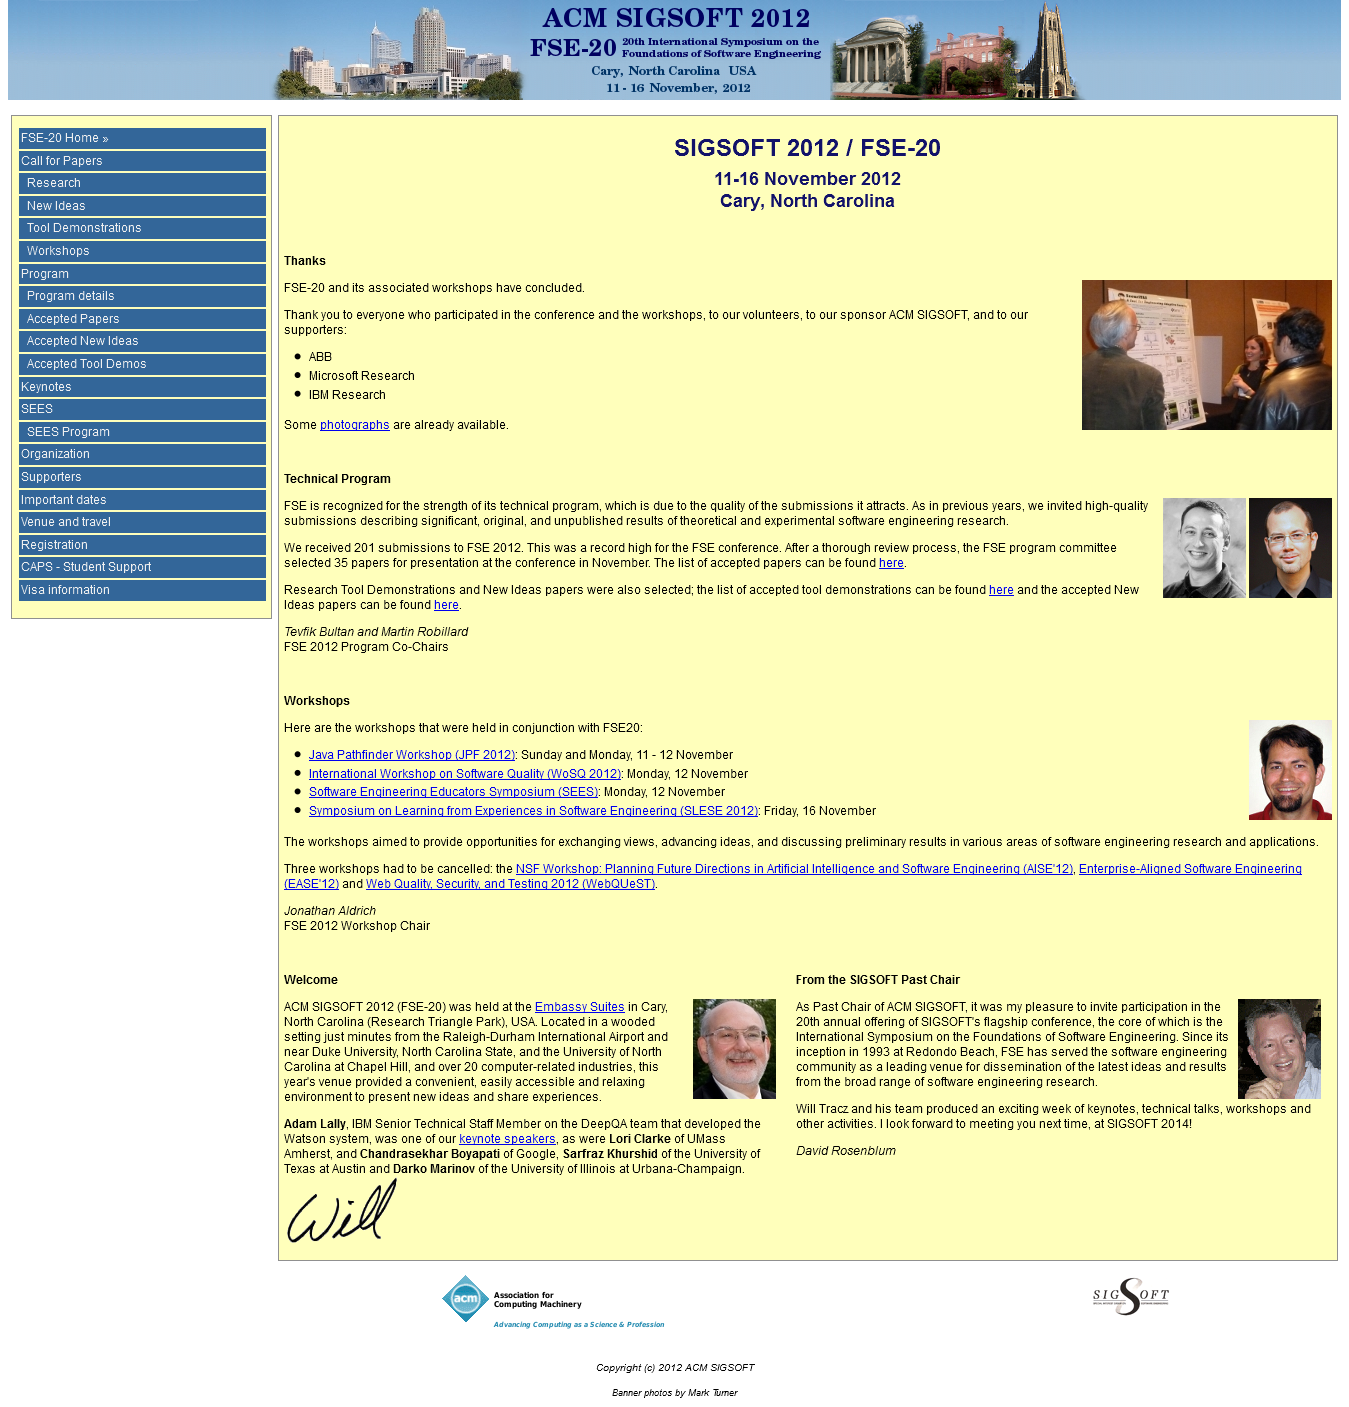 ACM SIGSOFT 2012
FSE-20 20th International Symposium on the
Foundations of Software Engineering
Cary, North Carolina USA
11 - 16 November, 2012
FSE-20 Home »
Call for Papers
Research
New Ideas
Tool Demonstrations
Workshops
Program
Program details
Accepted Papers
Accepted New Ideas
Accepted Tool Demos
Keynotes
SEES
SEES Program
Organization
Supporters
Important dates
Venue and travel
Registration
CAPS - Student Support
Visa information
SIGSOFT 2012 / FSE-20
11-16 November 2012
Cary, North Carolina
Thanks
FSE-20 and its associated workshops have concluded.
Thank you to everyone who participated in the conference and the workshops, to our volunteers, to our sponsor ACM SIGSOFT, and to our
supporters:
ABB
Microsoft Research
IBM Research
Some photographs are already available.
Technical Program
FSE is recognized for the strength of its technical program, which is due to the quality of the submissions it attracts. As in previous years, we invited high-quality
submissions describing significant, original, and unpublished results of theoretical and experimental software engineering research.
We received 201 submissions to FSE 2012. This was a record high for the FSE conference. After a thorough review process, the FSE program committee
selected 35 papers for presentation at the conference in November. The list of accepted papers can be found here.
Research Tool Demonstrations and New Ideas papers were also selected; the list of accepted tool demonstrations can be found here and the accepted New
Ideas papers can be found here.
Tevfik Bultan and Martin Robillard
FSE 2012 Program Co-Chairs
Workshops
Here are the workshops that were held in conjunction with FSE20:
Java Pathfinder Workshop (JPF 2012): Sunday and Monday, 11 - 12 November
International Workshop on Software Quality (WoSQ 2012): Monday, 12 November
Software Engineering Educators Symposium (SEES): Monday, 12 November
Symposium on Learning from Experiences in Software Engineering (SLESE 2012): Friday, 16 November
The workshops aimed to provide opportunities for exchanging views, advancing ideas, and discussing preliminary results in various areas of software engineering research and applications.
Three workshops had to be cancelled: the NSF Workshop: Planning Future Directions in Artificial Intelligence and Software Engineering (AISE'12), Enterprise-Aligned Software Engineering
(EASE'12) and Web Quality, Security, and Testing 2012 (WebQUeST).
Jonathan Aldrich
FSE 2012 Workshop Chair
Welcome
ACM SIGSOFT 2012 (FSE-20) was held at the Embassy Suites in Cary,
North Carolina (Research Triangle Park), USA. Located in a wooded
setting just minutes from the Raleigh-Durham International Airport and
near Duke University, North Carolina State, and the University of North
Carolina at Chapel Hill, and over 20 computer-related industries, this
year's venue provided a convenient, easily accessible and relaxing
environment to present new ideas and share experiences.
Adam Lally, IBM Senior Technical Staff Member on the DeepQA team that developed the
Watson system, was one of our keynote speakers, as were Lori Clarke of UMass
Amherst, and Chandrasekhar Boyapati of Google, Sarfraz Khurshid of the University of
Texas at Austin and Darko Marinov of the University of Illinois at Urbana-Champaign.
Will
From the SIGSOFT Past Chair
As Past Chair of ACM SIGSOFT, it was my pleasure to invite participation in the
20th annual offering of SIGSOFT's flagship conference, the core of which is the
International Symposium on the Foundations of Software Engineering. Since its
inception in 1993 at Redondo Beach, FSE has served the software engineering
community as a leading venue for dissemination of the latest ideas and results
from the broad range of software engineering research.
Will Tracz and his team produced an exciting week of keynotes, technical talks, workshops and
other activities. I look forward to meeting you next time, at SIGSOFT 2014!
David Rosenblum
acm
Association for
Computing Machinery
Advancing Computing as a Science & Profession
SIGSOFT
Copyright (c) 2012 ACM SIGSOFT
Banner photos by Mark Turner